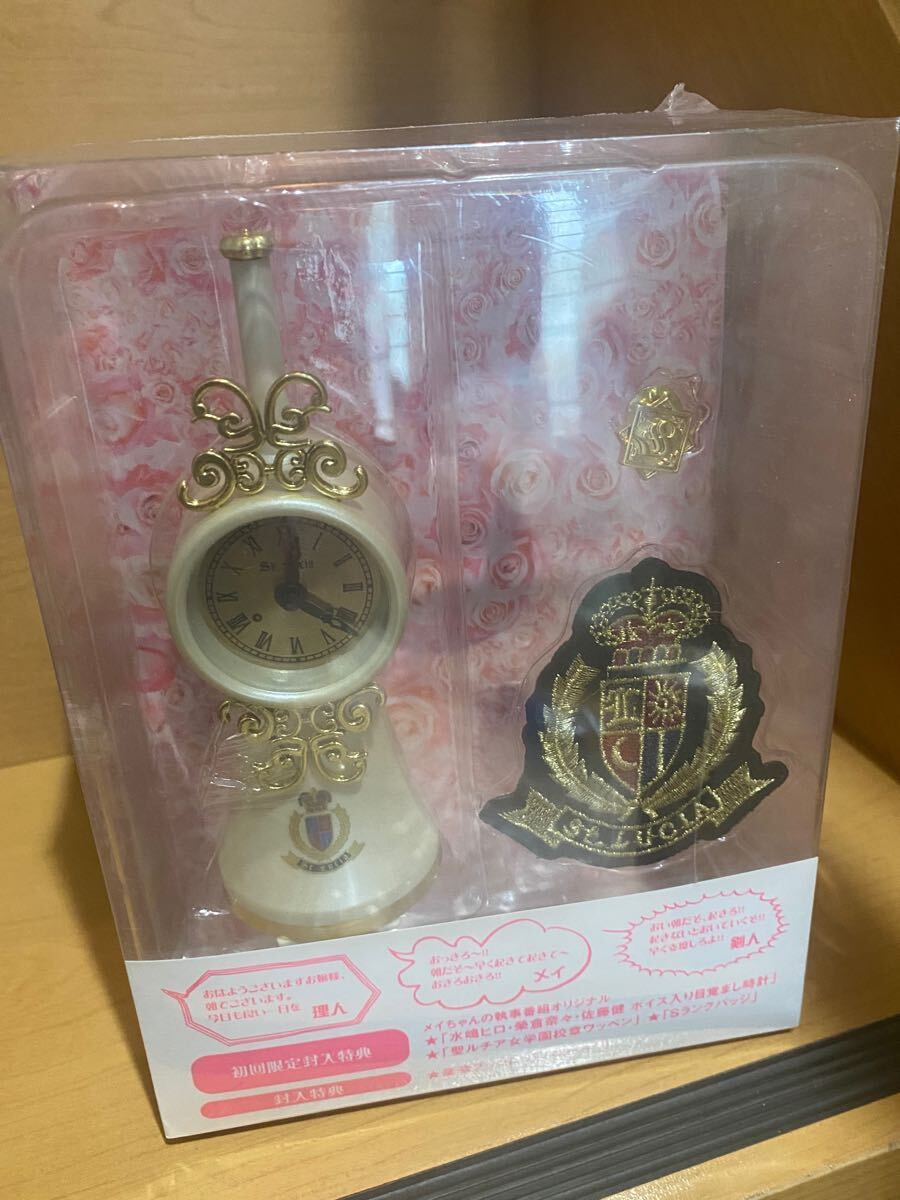 XII
I
ST. LUCIA
St. LUCIA
おはようございますお嬢様、
朝でございます。
今日も良い一日を
理人
おっきろ〜!!
朝だぞ〜早く起きて起きて〜
おきろおきろ!!
メイ
おい朝だぞ、起きろ!!
起きないとおいていくぞ!!
早く支度しろよ!!
剣人
初回限定封入特典
メイちゃんの執事番組オリジナル
★「水嶋ヒロ・榮倉奈々・佐藤健 ボイス入り目覚まし時計」
★「聖ルチア女学園校章ワッペン」★「Sランクバッジ」
封入特典